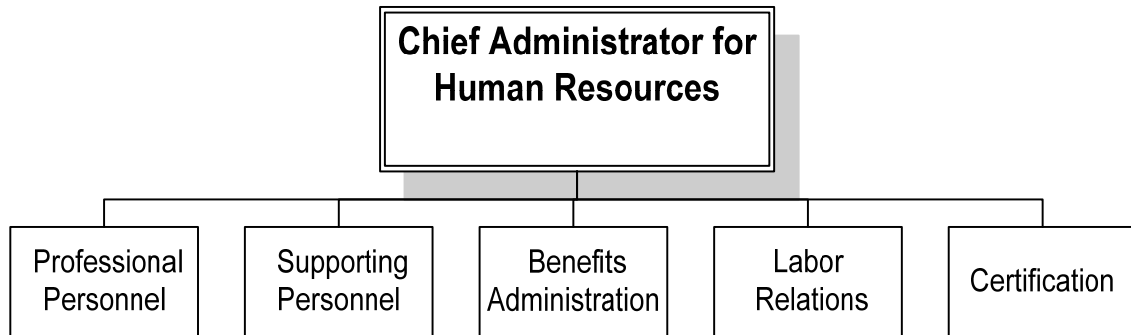 Chief Administrator for
Human Resources
Professional
Personnel
Supporting
Personnel
Benefits
Administration
Labor
Relations
Certification